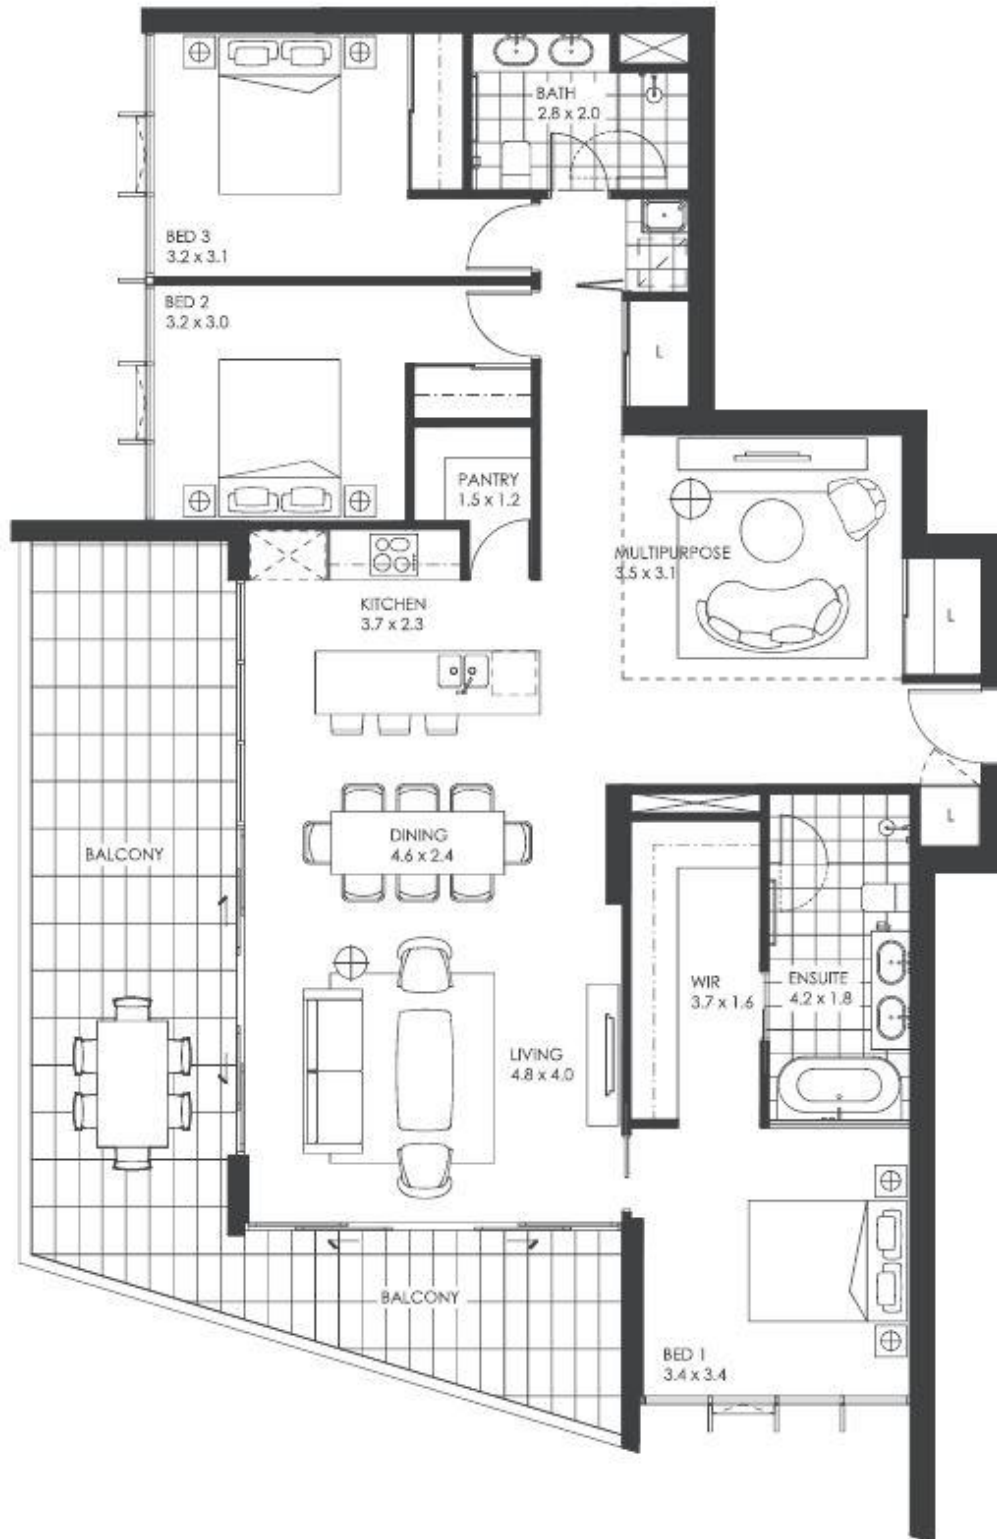 BATH
2.8 x 2.0
BED 3
3.2 x 3.1
BED 2
3.2 x 3.0
L
PANTRY
1.5 x 1.2
MULTIPURPOSE
3.5 x 3.1
KITCHEN
3.7 x 2.3
L
L
DINING
4.6 x 2.4
BALCONY
WIR
3.7 x 1.6
ENSUITE
4.2 x 1.8
LIVING
4.8 x 4.0
BALCONY
BED 1
3.4 x 3.4